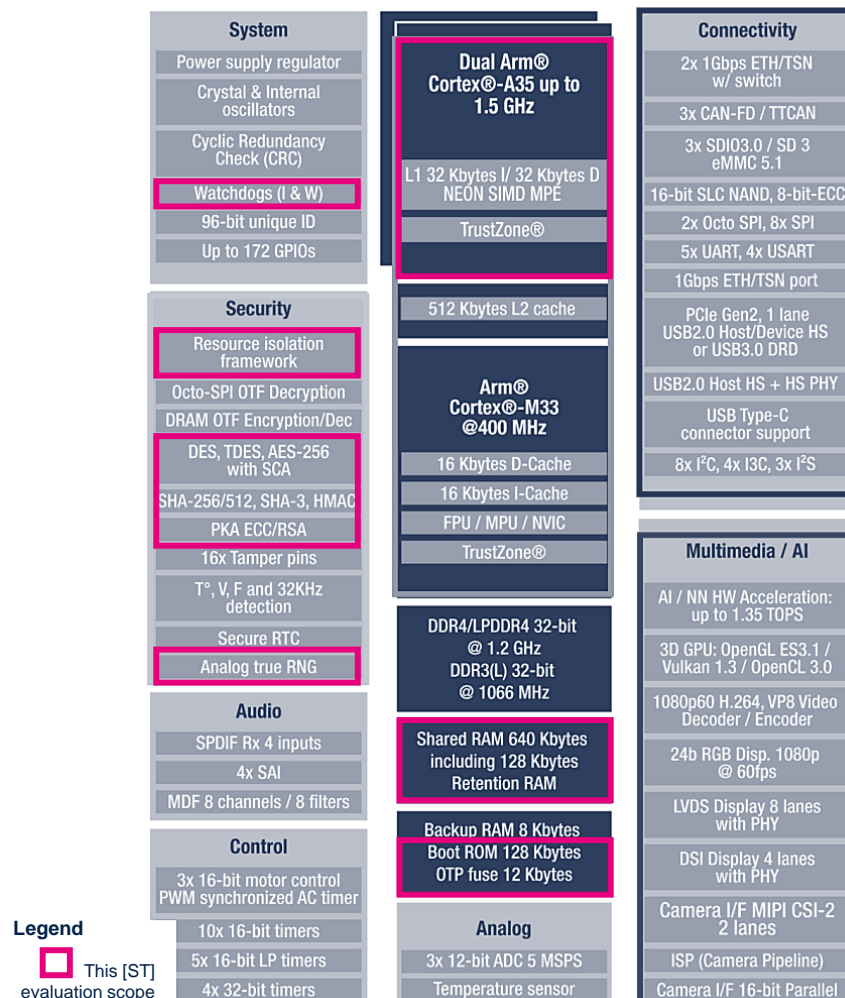 System
Power supply regulator
Crystal & Internal
oscillators
Cyclic Redundancy
Check (CRC)
Watchdogs (I & W)
96-bit unique ID
Up to 172 GPIOs
Security
Resource isolation
framework
Octo-SPI OTF Decryption
DRAM OTF Encryption/Dec
DES, TDES, AES-256
with SCA
SHA-256/512, SHA-3, HMAC
PKA ECC/RSA
16x Tamper pins
T°, V, F and 32KHz
detection
Secure RTC
Analog true RNG
Audio
SPDIF Rx 4 inputs
4x SAI
MDF 8 channels / 8 filters
Control
3x 16-bit motor control
PWM synchronized AC timer
10x 16-bit timers
5x 16-bit LP timers
4x 32-bit timers
Legend
This [ST]
evaluation scope
Dual Arm®
Cortex®-A35 up to
1.5 GHz
L1 32 Kbytes I/ 32 Kbytes D
NEON SIMD MPE
TrustZone®
512 Kbytes L2 cache
Arm®
Cortex®-M33
@400 MHz
16 Kbytes D-Cache
16 Kbytes I-Cache
FPU / MPU / NVIC
TrustZone®
DDR4/LPDDR4 32-bit
@ 1.2 GHz
DDR3(L) 32-bit
@ 1066 MHz
Shared RAM 640 Kbytes
including 128 Kbytes
Retention RAM
Backup RAM 8 Kbytes
Boot ROM 128 Kbytes
OTP fuse 12 Kbytes
Analog
3x 12-bit ADC 5 MSPS
Temperature sensor
Connectivity
2x 1Gbps ETH/TSN
w/ switch
3x CAN-FD / TTCAN
3x SDIO3.0 / SD 3
eMMC 5.1
16-bit SLC NAND, 8-bit-ECC
2x Octo SPI, 8x SPI
5x UART, 4x USART
1Gbps ETH/TSN port
PCIe Gen2, 1 lane
USB2.0 Host/Device HS
or USB3.0 DRD
USB2.0 Host HS + HS PHY
USB Type-C
connector support
8x I²C, 4x I3C, 3x I²S
Multimedia / AI
AI / NN HW Acceleration:
up to 1.35 TOPS
3D GPU: OpenGL ES3.1 /
Vulkan 1.3 / OpenCL 3.0
1080p60 H.264, VP8 Video
Decoder / Encoder
24b RGB Disp. 1080p
@ 60fps
LVDS Display 8 lanes
with PHY
DSI Display 4 lanes
with PHY
Camera I/F MIPI CSI-2
2 lanes
ISP (Camera Pipeline)
Camera I/F 16-bit Parallel